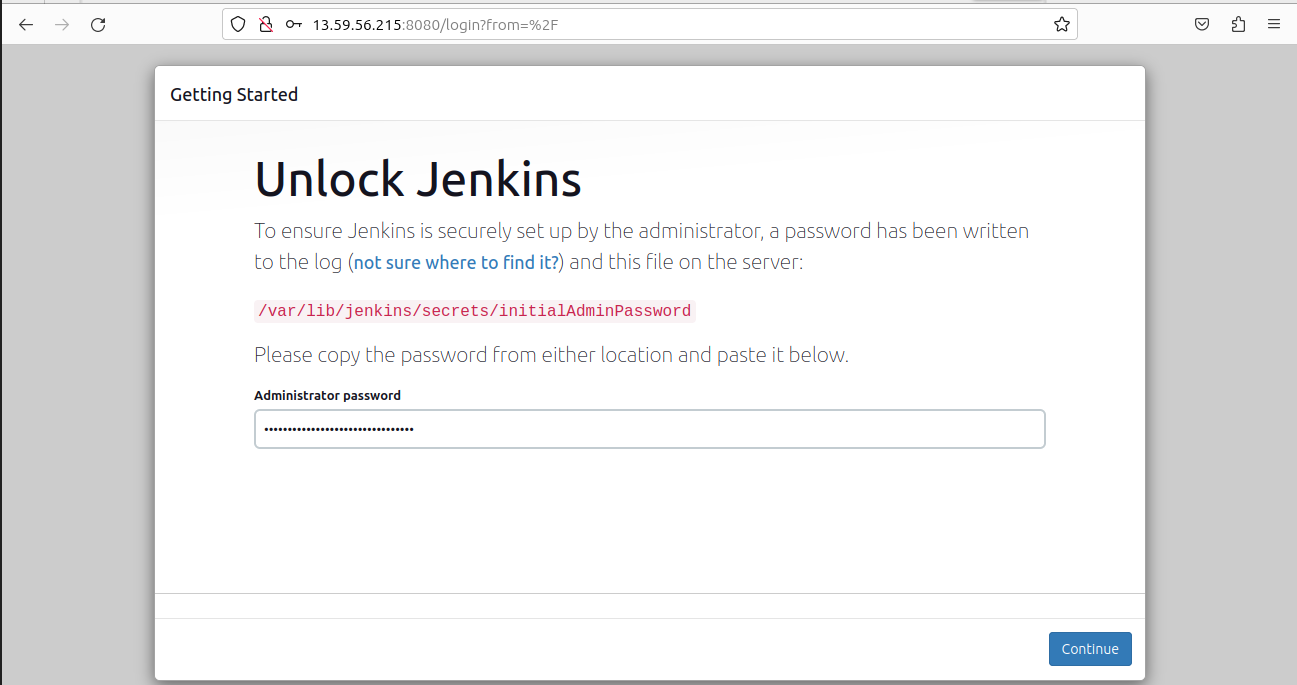 13.59.56.215:8080/login?from=%2F
Getting Started
Unlock Jenkins
To ensure Jenkins is securely set up by the administrator, a password has been written
to the log (not sure where to find it?) and this file on the server:
/var/lib/jenkins/secrets/initialAdminPassword
Please copy the password from either location and paste it below.
Administrator password
••••••••••••••••••••••••••••••••
Continue